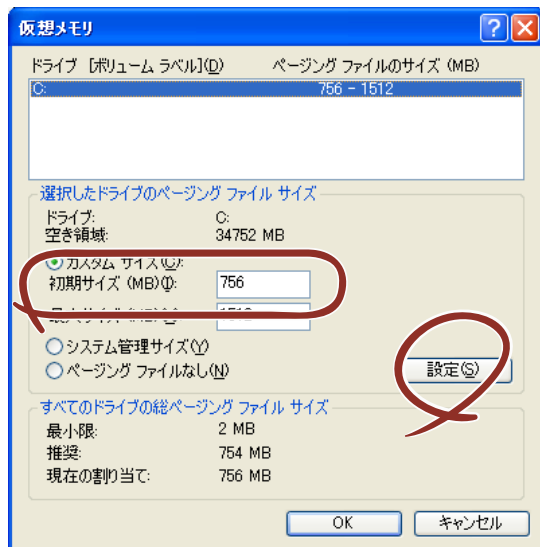 仮想メモリ
ドライブ [ボリューム ラベル](D) ページング ファイルのサイズ (MB)
C: 756 - 1512
選択したドライブのページング ファイル サイズ
ドライブ: C:
空き領域: 34752 MB
カスタム サイズ(C):
初期サイズ (MB)(I): 756
システム管理サイズ(Y)
ページング ファイルなし(N)
設定(S)
すべてのドライブの総ページング ファイル サイズ
最小限: 2 MB
推奨: 754 MB
現在の割り当て: 756 MB
OK キャンセル